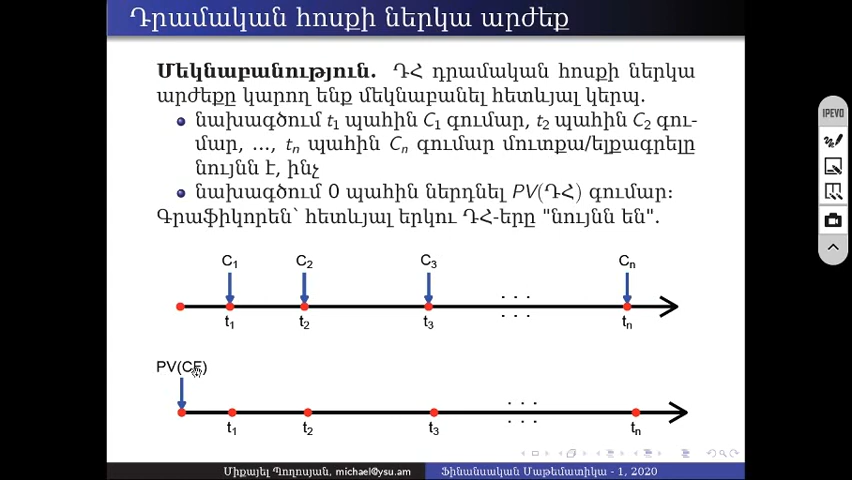 Դրամական հոսքի ներկա արժեք
IPEVO
Մեկնաբանություն. ԴՀ դրամական հոսքի ներկա
արժեքը կարող ենք մեկնաբանել հետևյալ կերպ.
նախագծում t₁ պահին C₁ գումար, t₂ պահին C₂ գու-
մար, ..., tₙ պահին Cₙ գումար մուտքա/ելքագրելը
նույնն է, ինչ
նախագծում 0 պահին ներդնել PV(ԴՀ) գումար:
Գրաֆիկորեն՝ հետևյալ երկու ԴՀ-երը "նույնն են".
C₁ C₂ C₃ Cₙ
. . .
. . .
t₁ t₂ t₃ tₙ
PV(CF)
. . .
. . .
t₁ t₂ t₃ tₙ
Միքայել Պողոսյան, michael@ysu.am Ֆինանսական Մաթեմատիկա - 1, 2020